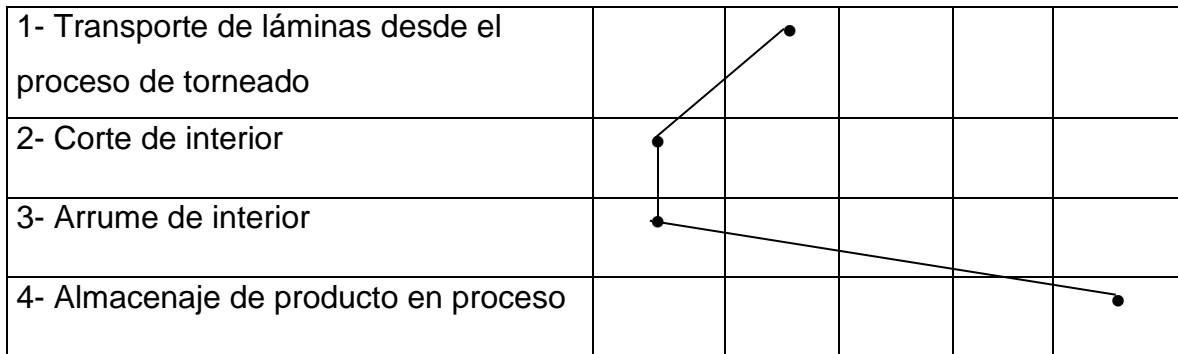 1- Transporte de láminas desde el
proceso de torneado
2- Corte de interior
3- Arrume de interior
4- Almacenaje de producto en proceso